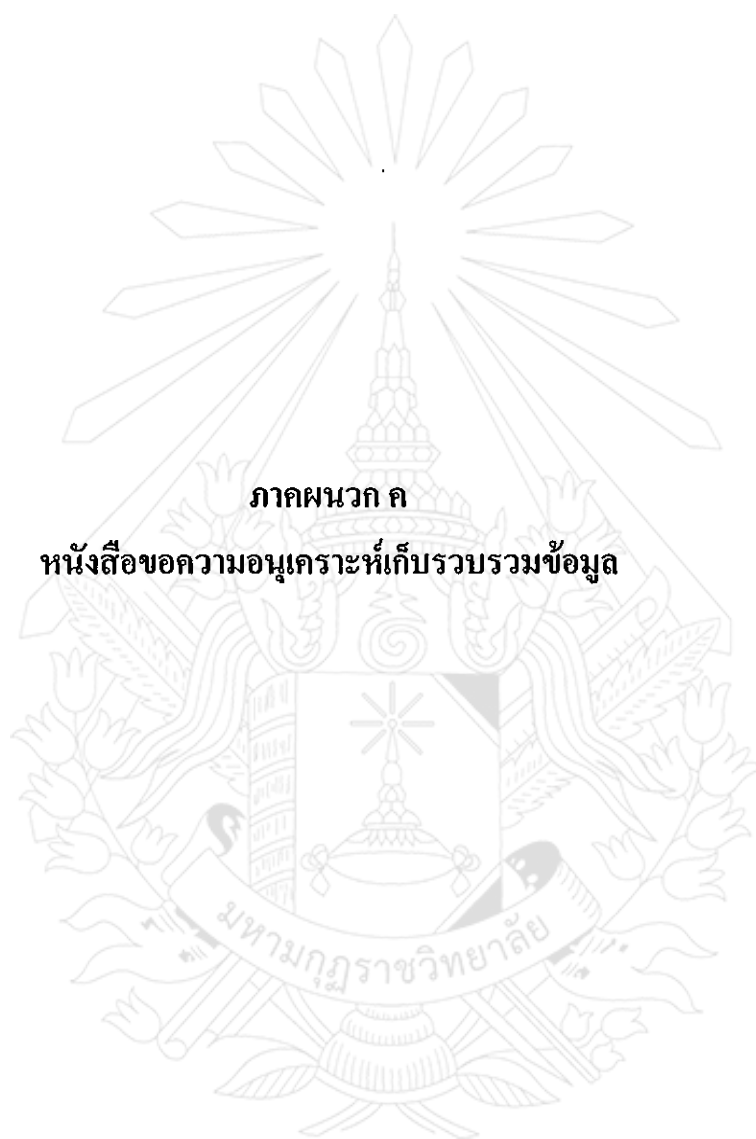 ภาคผนวก ค
หนังสือขอความอนุเคราะห์เก็บรวบรวมข้อมูล
มหามกุฏราชวิทยาลัย